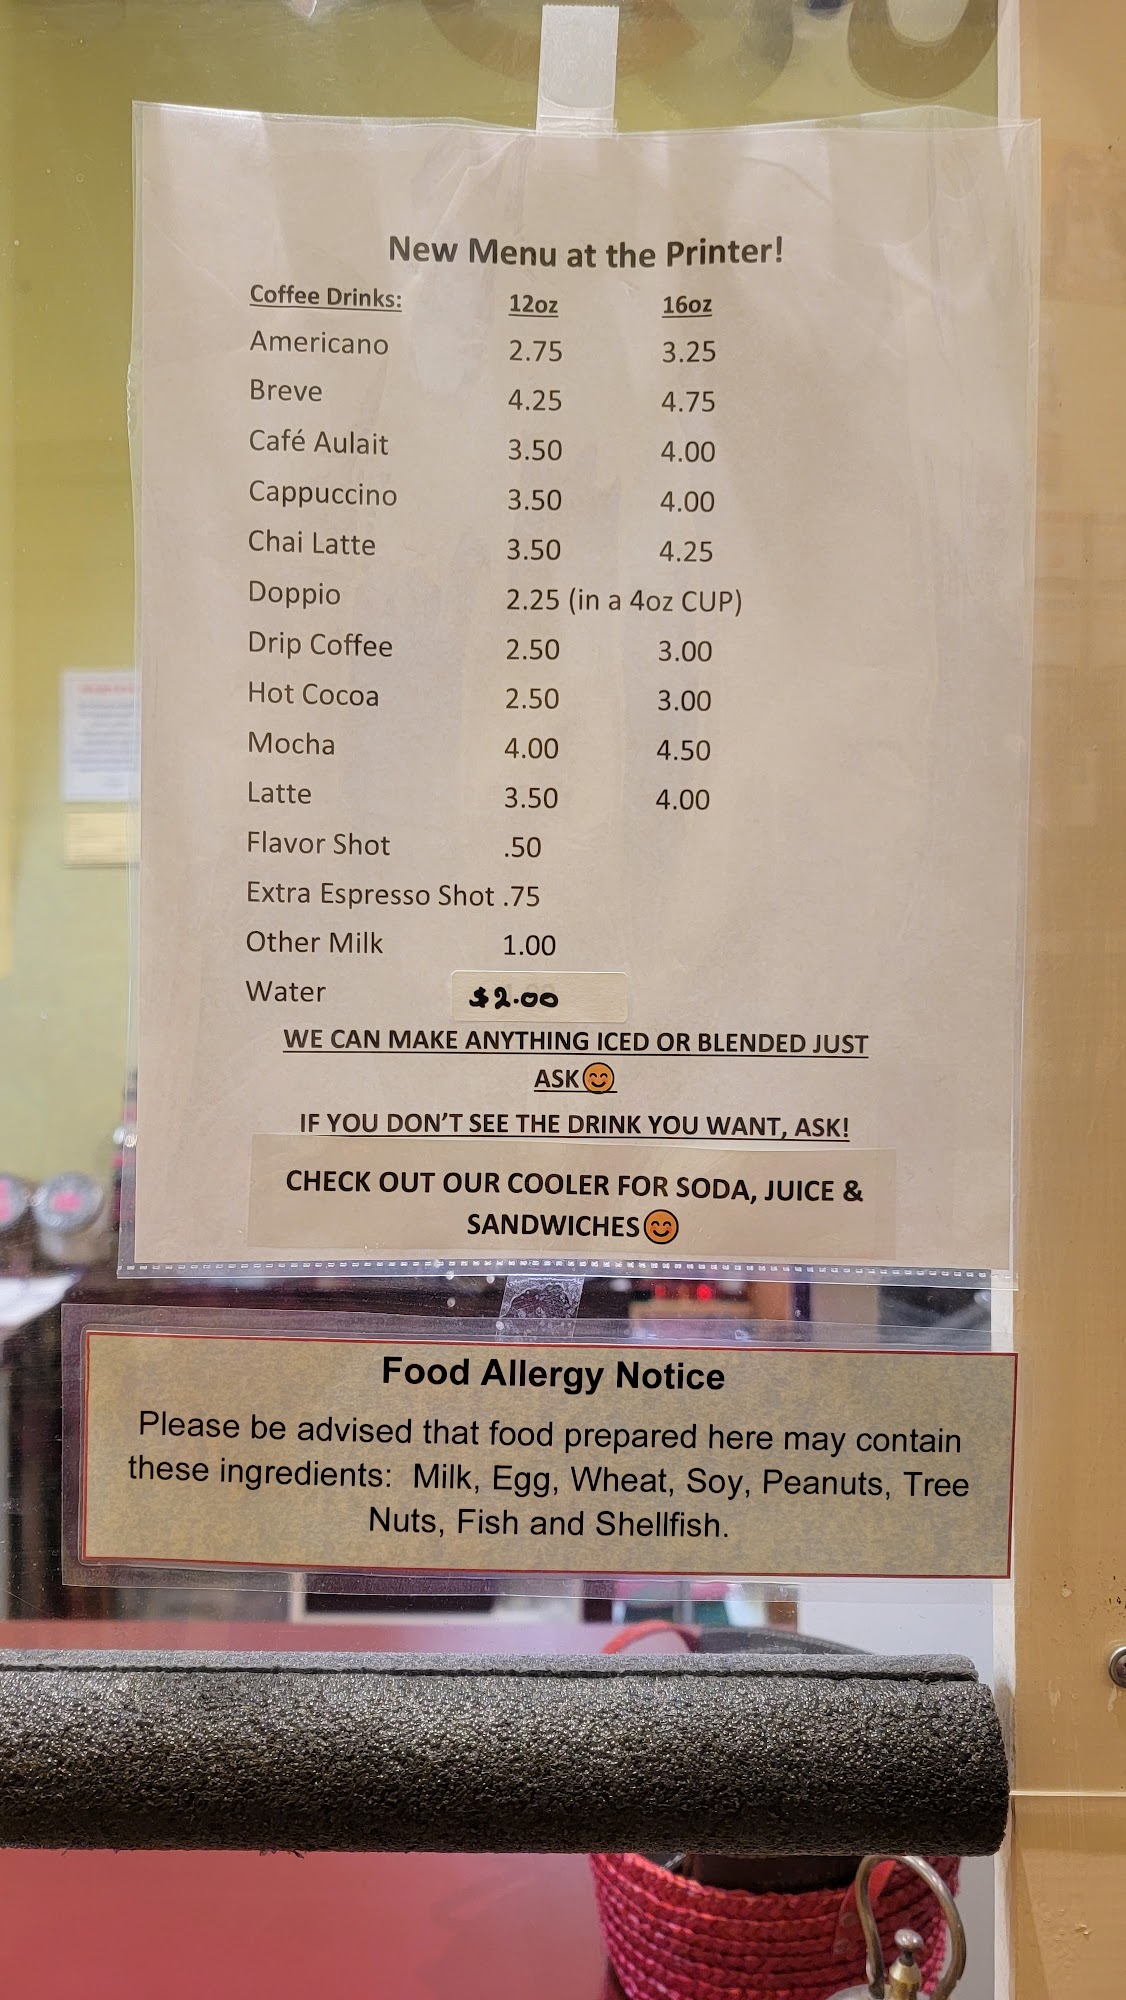 New Menu at the Printer!
Coffee Drinks: 12oz 16oz
Americano 2.75 3.25
Breve 4.25 4.75
Café Aulait 3.50 4.00
Cappuccino 3.50 4.00
Chai Latte 3.50 4.25
Doppio 2.25 (in a 4oz CUP)
Drip Coffee 2.50 3.00
Hot Cocoa 2.50 3.00
Mocha 4.00 4.50
Latte 3.50 4.00
Flavor Shot .50
Extra Espresso Shot .75
Other Milk 1.00
Water $2.00
WE CAN MAKE ANYTHING ICED OR BLENDED JUST
ASK😊
IF YOU DON'T SEE THE DRINK YOU WANT, ASK!
CHECK OUT OUR COOLER FOR SODA, JUICE &
SANDWICHES😊
Food Allergy Notice
Please be advised that food prepared here may contain
these ingredients: Milk, Egg, Wheat, Soy, Peanuts, Tree
Nuts, Fish and Shellfish.